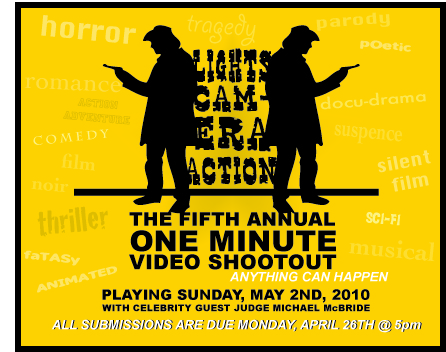 horror
tragedy
parody
pOetic
LIGHTS
CAM-
ERA
ACTION
romance
ACTION
ADVENTURE
docu-drama
COMEDY
suspence
film
noir
silent
film
thriller
SCI-FI
faTASy
ANIMATED
musical
THE FIFTH ANNUAL
ONE MINUTE
VIDEO SHOOTOUT
ANYTHING CAN HAPPEN
PLAYING SUNDAY, MAY 2ND, 2010
WITH CELEBRITY GUEST JUDGE MICHAEL McBRIDE
ALL SUBMISSIONS ARE DUE MONDAY, APRIL 26TH @ 5pm